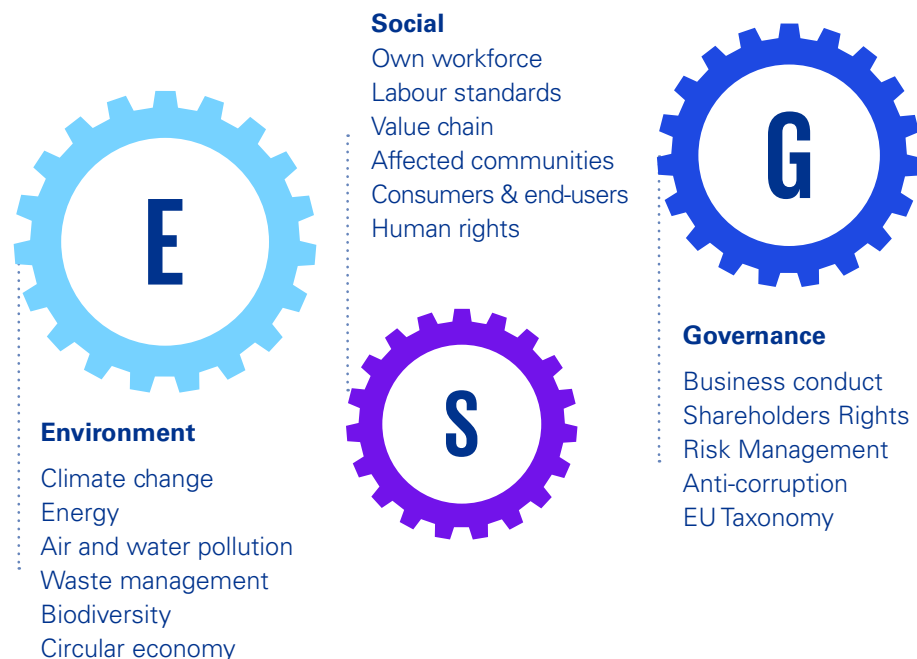 E
Environment
Climate change
Energy
Air and water pollution
Waste management
Biodiversity
Circular economy
Social
Own workforce
Labour standards
Value chain
Affected communities
Consumers & end-users
Human rights
S
G
Governance
Business conduct
Shareholders Rights
Risk Management
Anti-corruption
EU Taxonomy